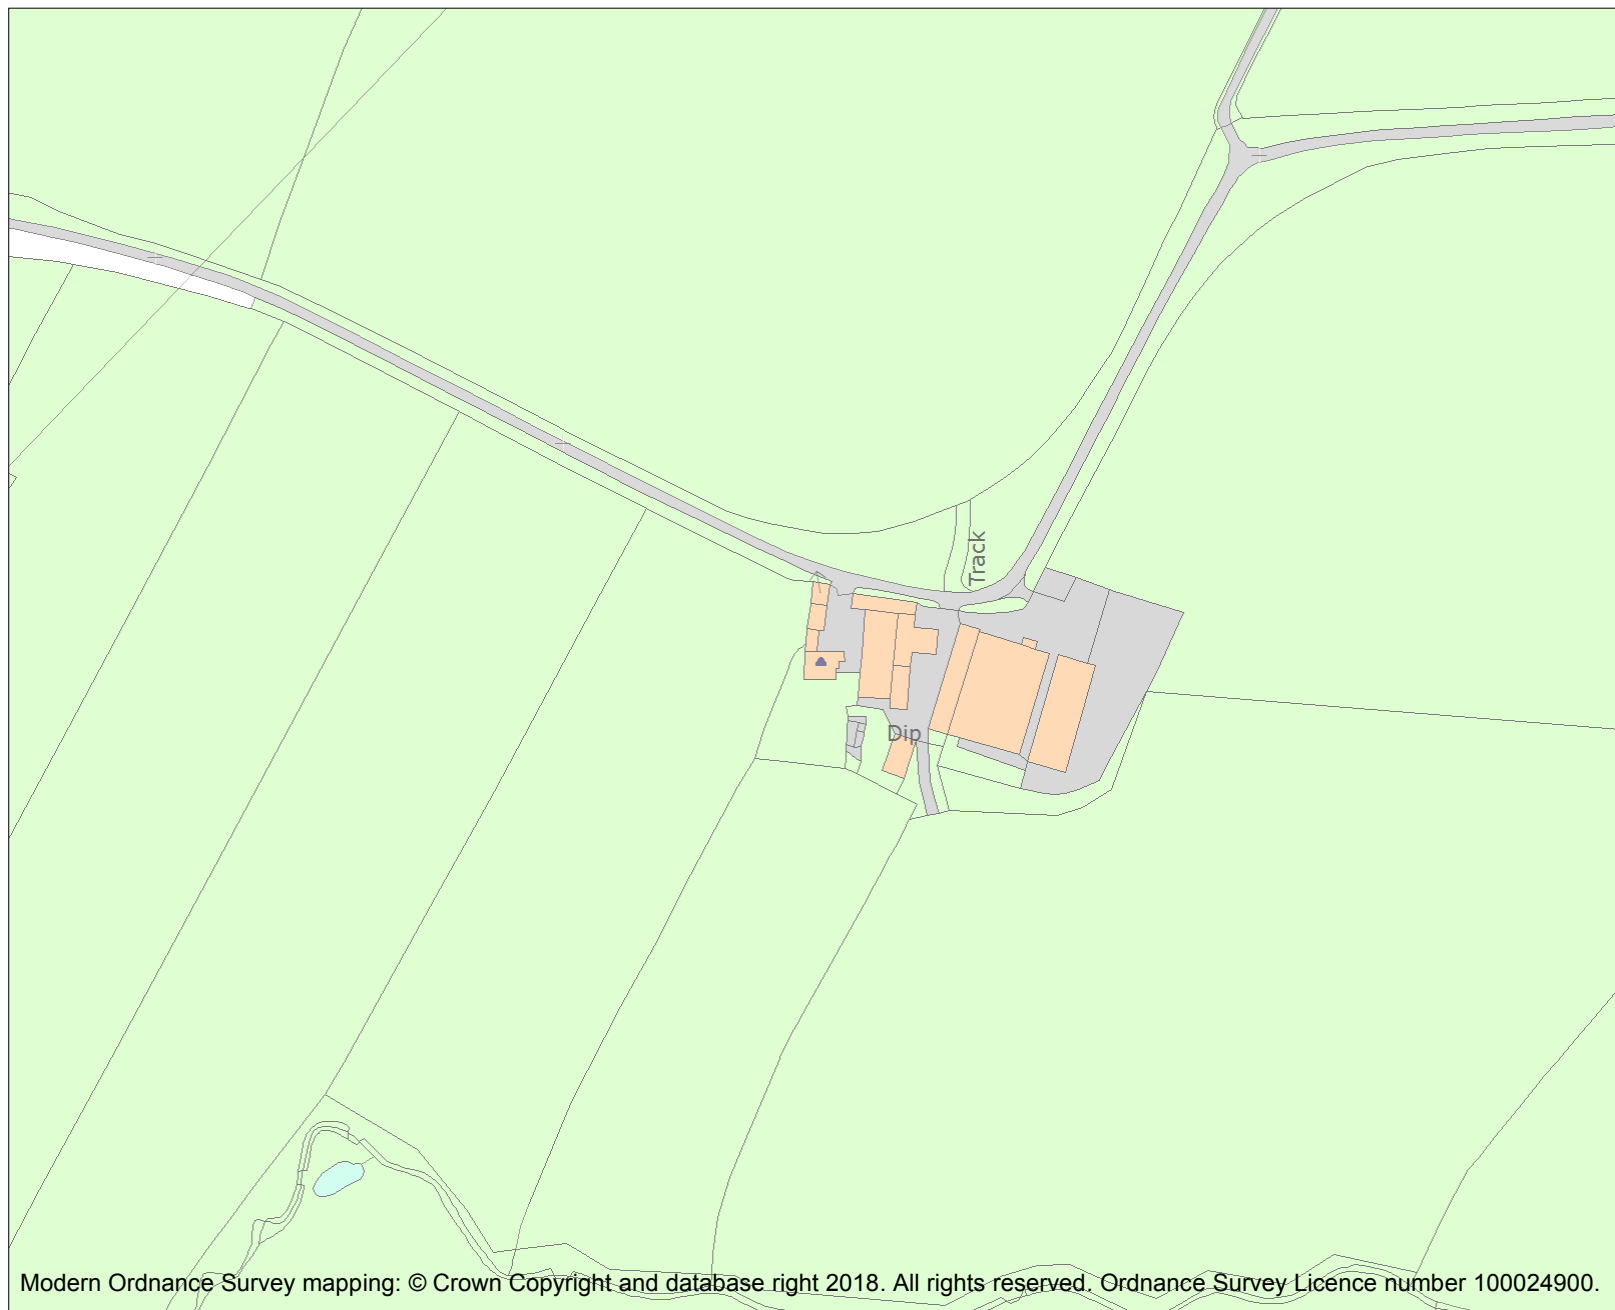 Track
Dip
Modern Ordnance Survey mapping: © Crown Copyright and database right 2018. All rights reserved. Ordnance Survey Licence number 100024900.